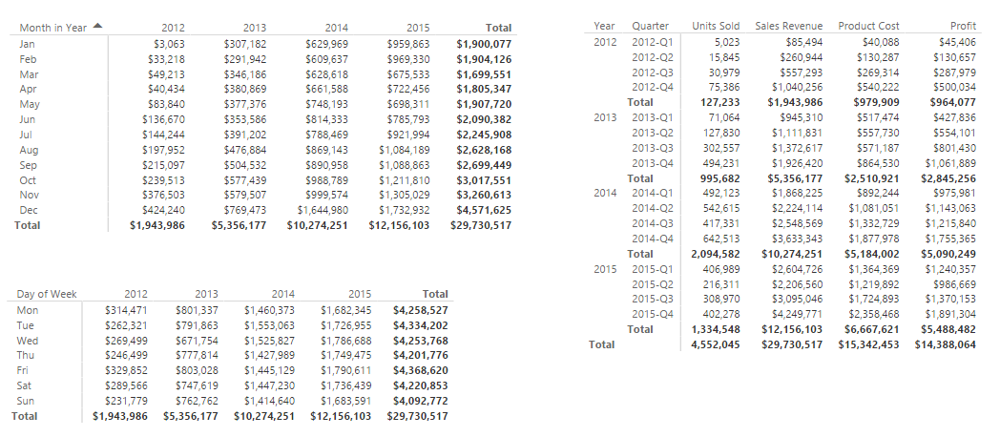 Month in Year 2012 2013 2014 2015 Total
Jan $3,063 $307,182 $629,969 $959,863 $1,900,077
Feb $33,218 $291,942 $609,637 $969,330 $1,904,126
Mar $49,213 $346,186 $628,618 $675,533 $1,699,551
Apr $40,434 $380,869 $661,588 $722,456 $1,805,347
May $83,840 $377,376 $748,193 $698,311 $1,907,720
Jun $136,670 $353,586 $814,333 $785,793 $2,090,382
Jul $144,244 $391,202 $788,469 $921,994 $2,245,908
Aug $197,952 $476,884 $869,143 $1,084,189 $2,628,168
Sep $215,097 $504,532 $890,958 $1,088,863 $2,699,449
Oct $239,513 $577,439 $988,789 $1,211,810 $3,017,551
Nov $376,503 $579,507 $999,574 $1,305,029 $3,260,613
Dec $424,240 $769,473 $1,644,980 $1,732,932 $4,571,625
Total $1,943,986 $5,356,177 $10,274,251 $12,156,103 $29,730,517
Day of Week 2012 2013 2014 2015 Total
Mon $314,471 $801,337 $1,460,373 $1,682,345 $4,258,527
Tue $262,321 $791,863 $1,553,063 $1,726,955 $4,334,202
Wed $269,499 $671,754 $1,525,827 $1,786,688 $4,253,768
Thu $246,499 $777,814 $1,427,989 $1,749,475 $4,201,776
Fri $329,852 $803,028 $1,445,129 $1,790,611 $4,368,620
Sat $289,566 $747,619 $1,447,230 $1,736,439 $4,220,853
Sun $231,779 $762,762 $1,414,640 $1,683,591 $4,092,772
Total $1,943,986 $5,356,177 $10,274,251 $12,156,103 $29,730,517
Year Quarter Units Sold Sales Revenue Product Cost Profit
2012 2012-Q1 5,023 $85,494 $40,088 $45,406
2012-Q2 15,845 $260,944 $130,287 $130,657
2012-Q3 30,979 $557,293 $269,314 $287,979
2012-Q4 75,386 $1,040,256 $540,222 $500,034
Total 127,233 $1,943,986 $979,909 $964,077
2013 2013-Q1 71,064 $945,310 $517,474 $427,836
2013-Q2 127,830 $1,111,831 $557,730 $554,101
2013-Q3 302,557 $1,372,617 $571,187 $801,430
2013-Q4 494,231 $1,926,420 $864,530 $1,061,889
Total 995,682 $5,356,177 $2,510,921 $2,845,256
2014 2014-Q1 492,123 $1,868,225 $892,244 $975,981
2014-Q2 542,615 $2,224,114 $1,081,051 $1,143,063
2014-Q3 417,331 $2,548,569 $1,332,729 $1,215,840
2014-Q4 642,513 $3,633,343 $1,877,978 $1,755,365
Total 2,094,582 $10,274,251 $5,184,002 $5,090,249
2015 2015-Q1 406,989 $2,604,726 $1,364,369 $1,240,357
2015-Q2 216,311 $2,206,560 $1,219,892 $986,669
2015-Q3 308,970 $3,095,046 $1,724,893 $1,370,153
2015-Q4 402,278 $4,249,771 $2,358,468 $1,891,304
Total 1,334,548 $12,156,103 $6,667,621 $5,488,482
Total 4,552,045 $29,730,517 $15,342,453 $14,388,064